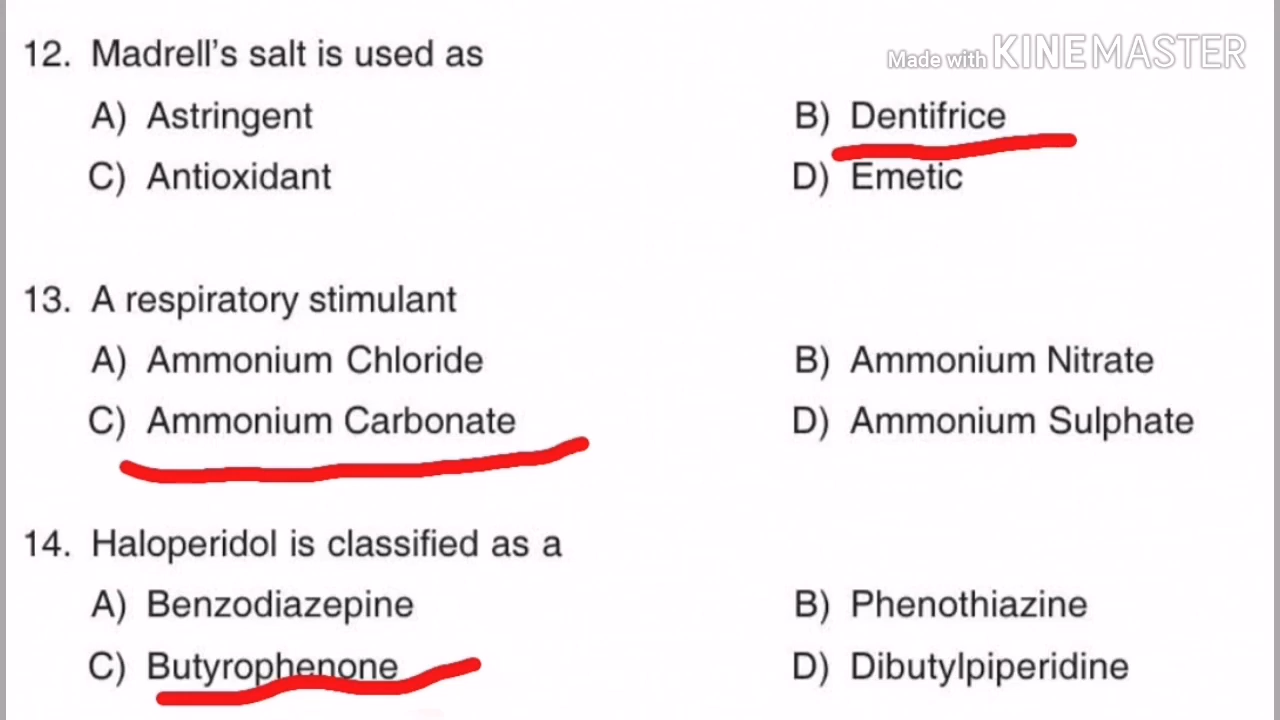 12. Madrell's salt is used as
Made with KINEMASTER
A) Astringent B) Dentifrice
C) Antioxidant D) Emetic
13. A respiratory stimulant
A) Ammonium Chloride B) Ammonium Nitrate
C) Ammonium Carbonate D) Ammonium Sulphate
14. Haloperidol is classified as a
A) Benzodiazepine B) Phenothiazine
C) Butyrophenone D) Dibutylpiperidine